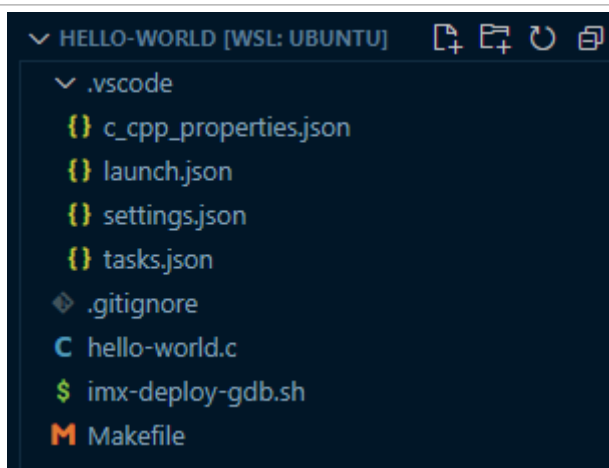 HELLO-WORLD [WSL: UBUNTU]
.vscode
{} c_cpp_properties.json
{} launch.json
{} settings.json
{} tasks.json
.gitignore
C hello-world.c
$ imx-deploy-gdb.sh
M Makefile